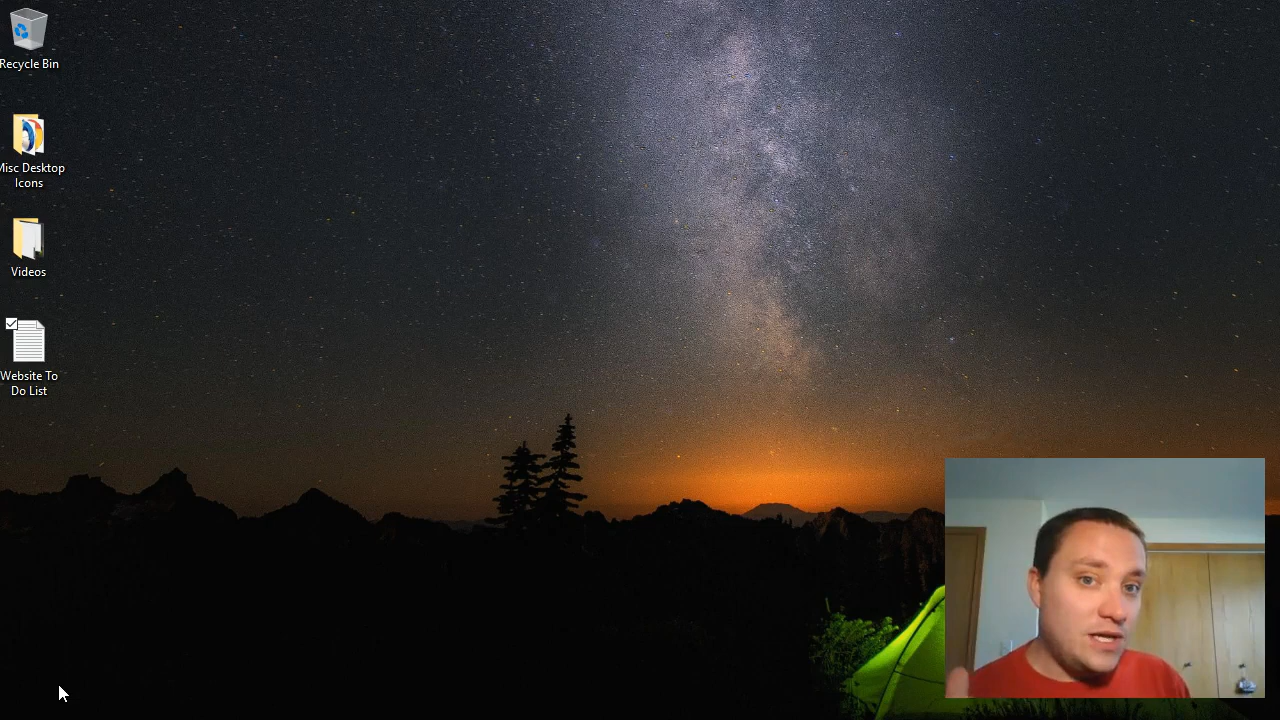 Recycle Bin
Misc Desktop
Icons
Videos
Website To
Do List